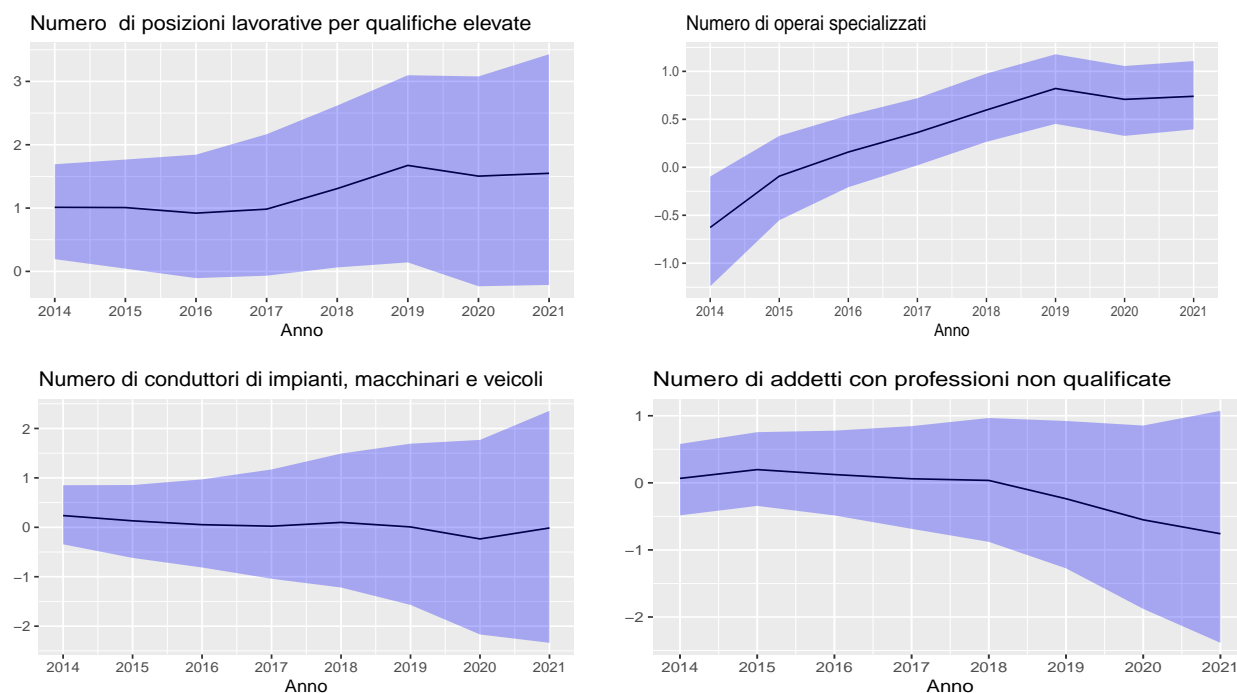 Numero  di posizioni lavorative per qualifiche elevate
3
2
1
0
2014 2015 2016 2017 2018 2019 2020 2021
Anno
Numero di operai specializzati
1.0
0.5
0.0
−0.5
−1.0
2014 2015 2016 2017 2018 2019 2020 2021
Anno
Numero di conduttori di impianti, macchinari e veicoli
2
1
0
−1
−2
2014 2015 2016 2017 2018 2019 2020 2021
Anno
Numero di addetti con professioni non qualificate
1
0
−1
−2
2014 2015 2016 2017 2018 2019 2020 2021
Anno